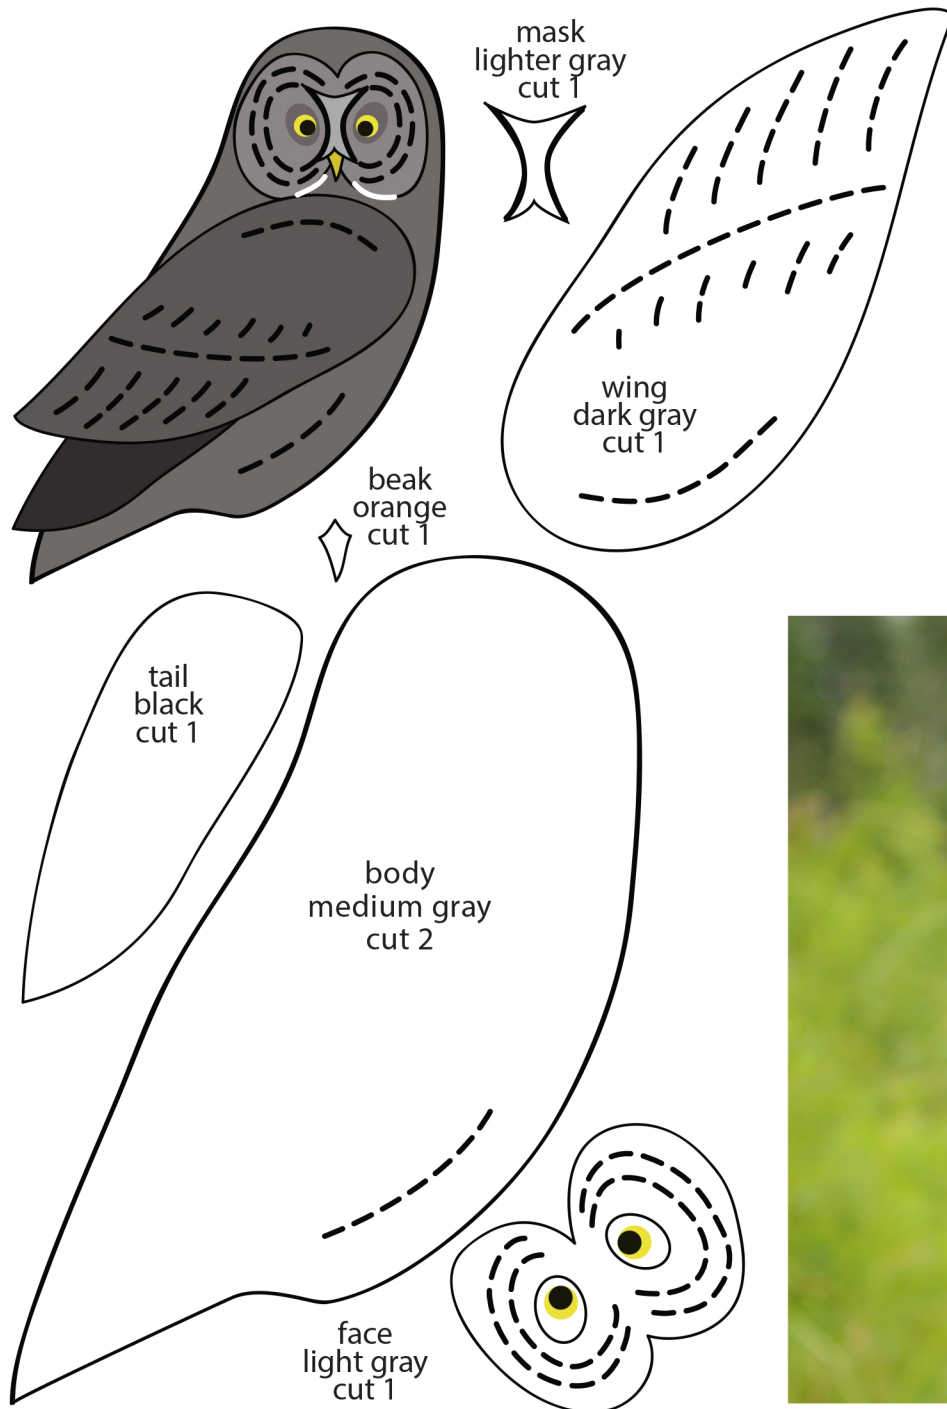 mask
lighter gray
cut 1
wing
dark gray
cut 1
beak
orange
cut 1
tail
black
cut 1
body
medium gray
cut 2
face
light gray
cut 1